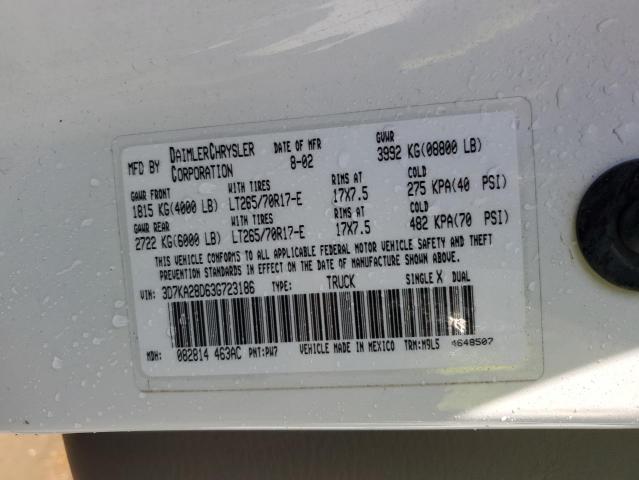 MFD BY DAIMLERCHRYSLER CORPORATION DATE OF MFR 8-02 GVWR 3992 KG(08800 LB)
GAWR FRONT WITH TIRES RIMS AT COLD
1815 KG(4000 LB) LT265/70R17-E 17X7.5 275 KPA(40 PSI)
GAWR REAR WITH TIRES RIMS AT COLD
2722 KG(6000 LB) LT265/70R17-E 17X7.5 482 KPA(70 PSI)
THIS VEHICLE CONFORMS TO ALL APPLICABLE FEDERAL MOTOR VEHICLE SAFETY AND THEFT
PREVENTION STANDARDS IN EFFECT ON THE DATE OF MANUFACTURE SHOWN ABOVE.
VIN: 3D7KA28D63G723186 TYPE: TRUCK SINGLE X DUAL
MDH: 082814 463AC PNT:PW7 VEHICLE MADE IN MEXICO TRM:M9L5 4648507